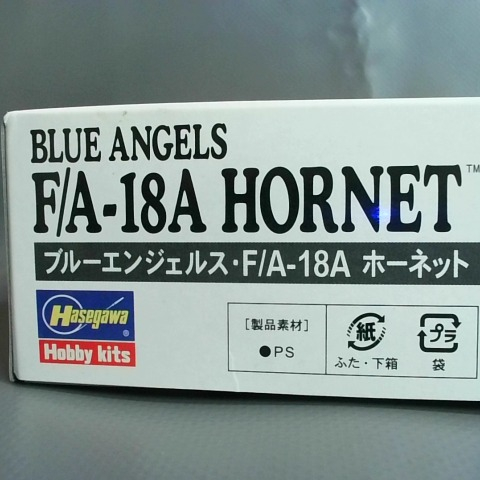 BLUE ANGELS
F/A-18A HORNET™
ブルーエンジェルス・F/A-18A ホーネット
Hasegawa®
Hobby kits
[製品素材]
●PS
紙
ふた・下箱
プラ
袋